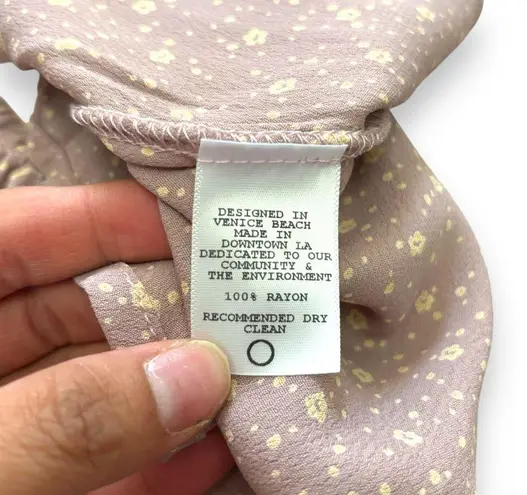 DESIGNED IN
VENICE BEACH
MADE IN
DOWNTOWN LA
DEDICATED TO OUR
COMMUNITY &
THE ENVIRONMENT
100% RAYON
RECOMMENDED DRY
CLEAN